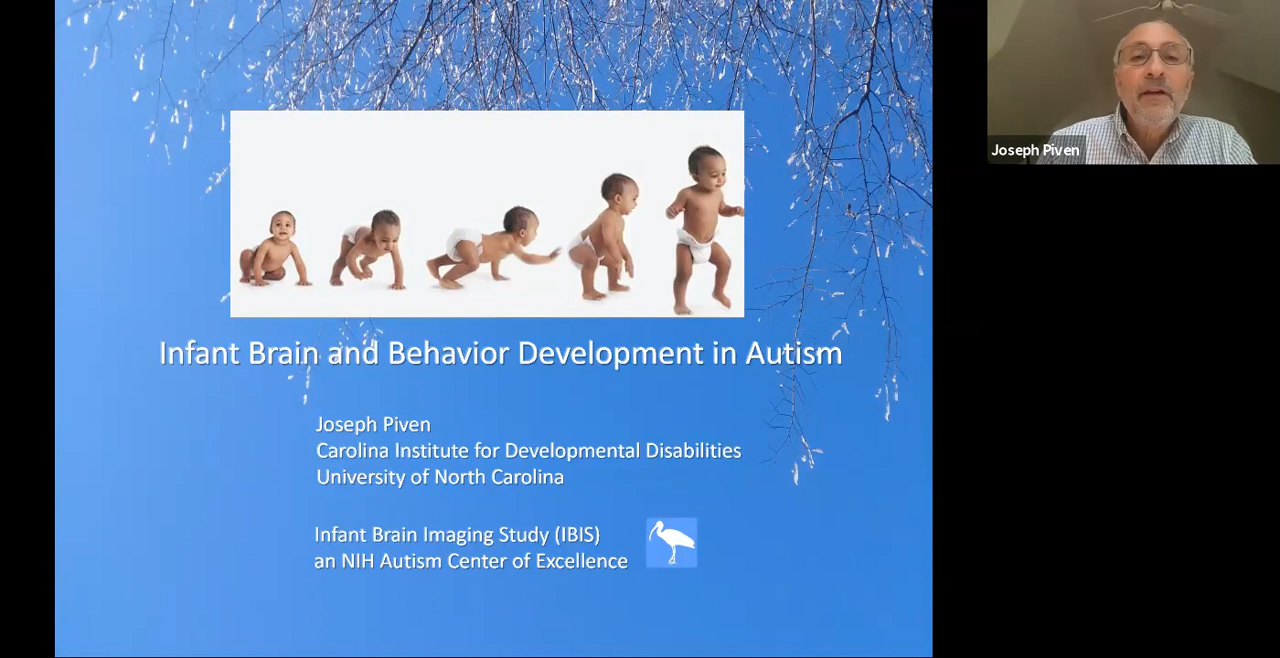 Joseph Piven
Infant Brain and Behavior Development in Autism
Joseph Piven
Carolina Institute for Developmental Disabilities
University of North Carolina
Infant Brain Imaging Study (IBIS)
an NIH Autism Center of Excellence